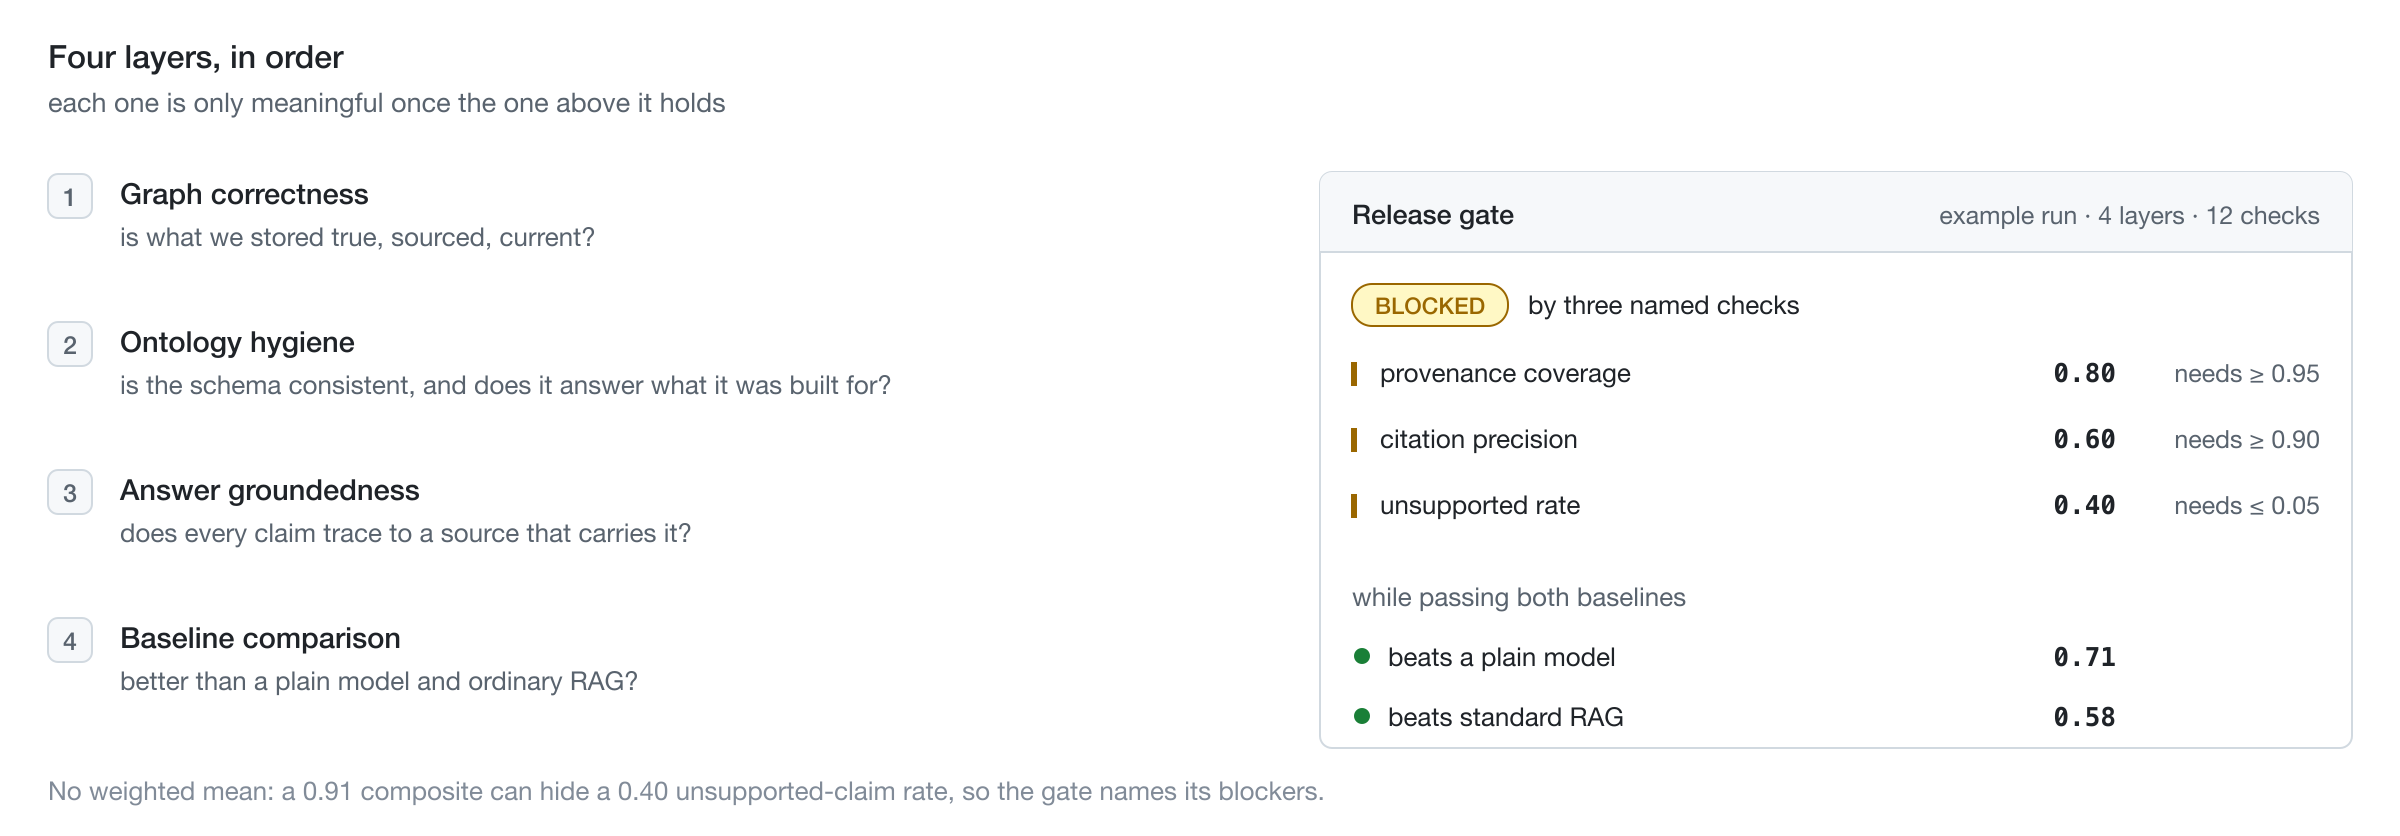 Four layers, in order
each one is only meaningful once the one above it holds
1
Graph correctness
is what we stored true, sourced, current?
2
Ontology hygiene
is the schema consistent, and does it answer what it was built for?
3
Answer groundedness
does every claim trace to a source that carries it?
4
Baseline comparison
better than a plain model and ordinary RAG?
Release gate example run · 4 layers · 12 checks
BLOCKED by three named checks
provenance coverage 0.80 needs ≥ 0.95
citation precision 0.60 needs ≥ 0.90
unsupported rate 0.40 needs ≤ 0.05
while passing both baselines
beats a plain model 0.71
beats standard RAG 0.58
No weighted mean: a 0.91 composite can hide a 0.40 unsupported-claim rate, so the gate names its blockers.